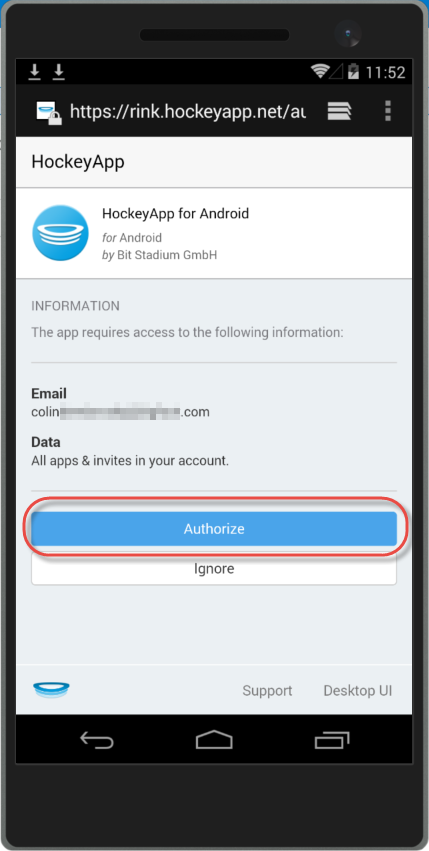 11:52
https://rink.hockeyapp.net/au
HockeyApp
HockeyApp for Android
for Android
by Bit Stadium GmbH
INFORMATION
The app requires access to the following information:
Email
colin .com
Data
All apps & invites in your account.
Authorize
Ignore
Support Desktop UI